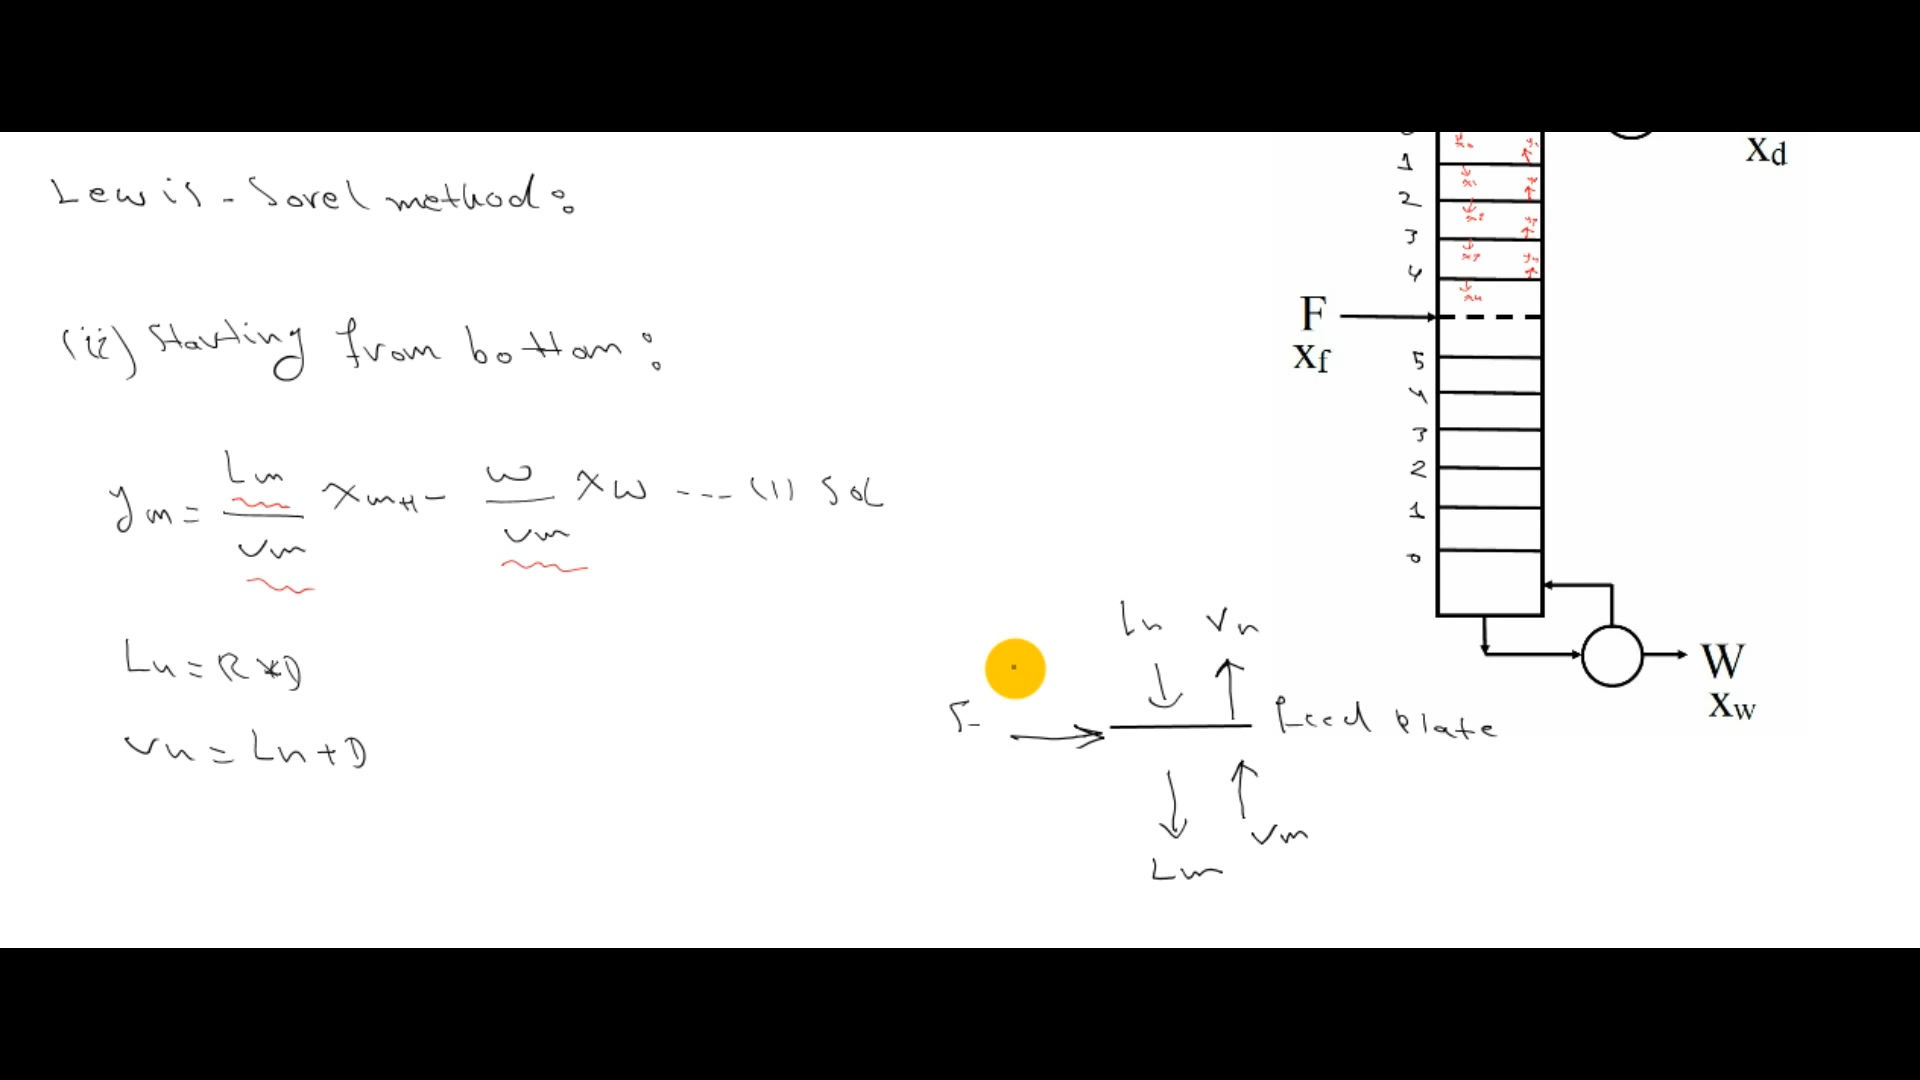 Lewis - Sorel method:
(ii) Starting from bottom:
ym = Lm/vm xm+1 - w/vm xw --- (1) SOL
Ln = R*D
vn = Ln + D
Ln vn
F
feed plate
Lm vm
xd
1
2
3
4
F
xf
5
4
3
2
1
0
W
xw